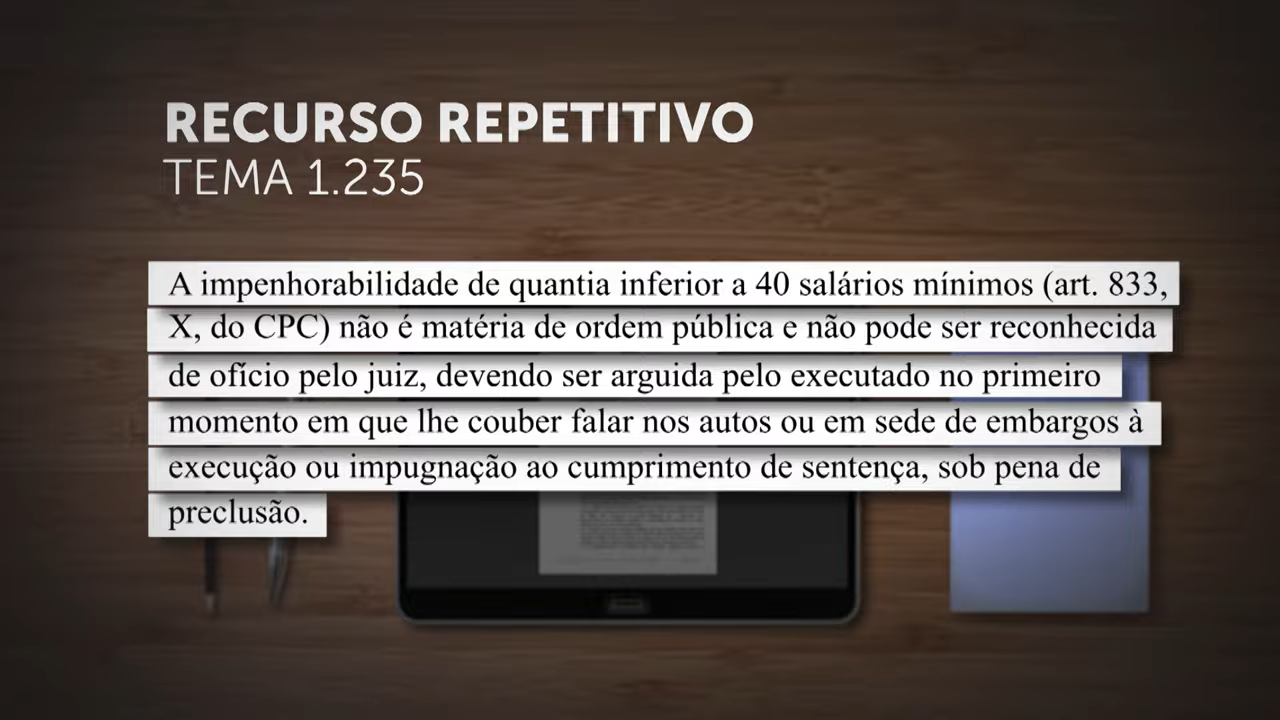 RECURSO REPETITIVO
TEMA 1.235
A impenhorabilidade de quantia inferior a 40 salários mínimos (art. 833,
X, do CPC) não é matéria de ordem pública e não pode ser reconhecida
de ofício pelo juiz, devendo ser arguida pelo executado no primeiro
momento em que lhe couber falar nos autos ou em sede de embargos à
execução ou impugnação ao cumprimento de sentença, sob pena de
preclusão.